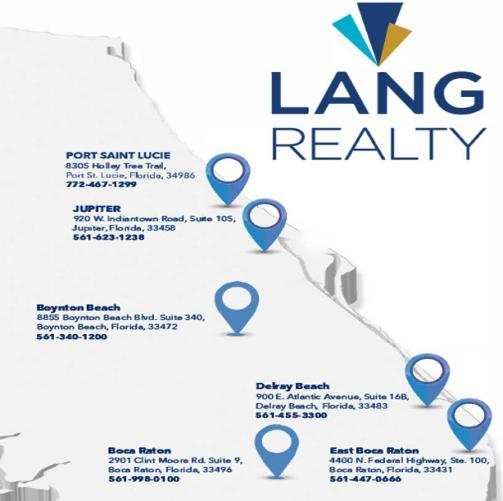 LANG
REALTY
PORT SAINT LUCIE
8305 Holley Tree Trail,
Port St. Lucie, Florida, 34986
772-467-1299
JUPITER
920 W. Indiantown Road, Suite 105,
Jupiter, Florida, 33458
561-623-1238
Boynton Beach
8855 Boynton Beach Blvd. Suite 340,
Boynton Beach, Florida, 33472
561-340-1200
Delray Beach
900 E. Atlantic Avenue, Suite 16B,
Delray Beach, Florida, 33483
561-455-3300
Boca Raton
2901 Clint Moore Rd. Suite 9,
Boca Raton, Florida, 33496
561-998-0100
East Boca Raton
4400 N. Federal Highway, Ste. 100,
Boca Raton, Florida, 33431
561-447-0666